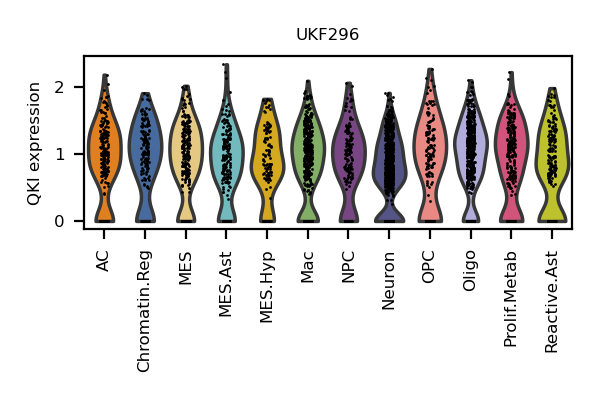 UKF296
QKI expression
2
1
0
AC
Chromatin.Reg
MES
MES.Ast
MES.Hyp
Mac
NPC
Neuron
OPC
Oligo
Prolif.Metab
Reactive.Ast